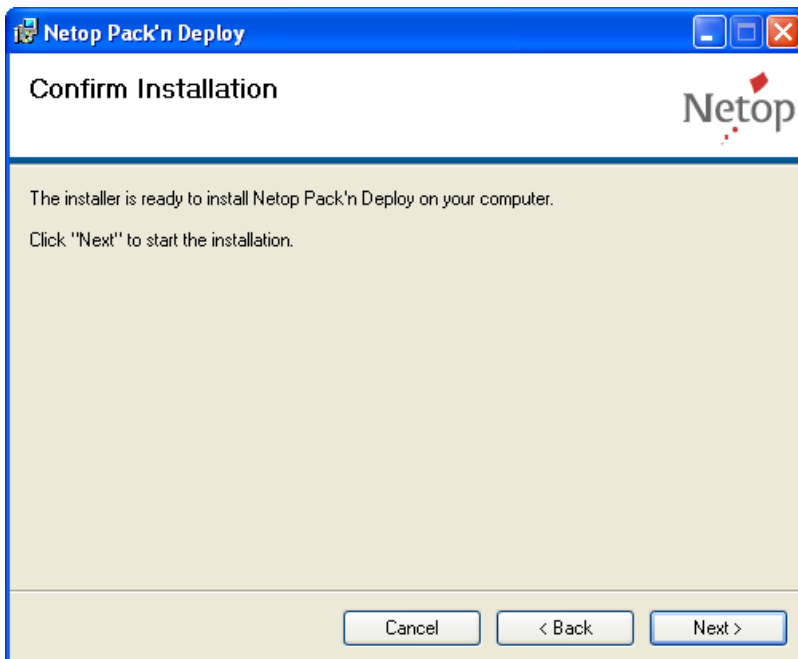 Netop Pack'n Deploy
Confirm Installation
Netop
The installer is ready to install Netop Pack'n Deploy on your computer.
Click "Next" to start the installation.
Cancel
< Back
Next >